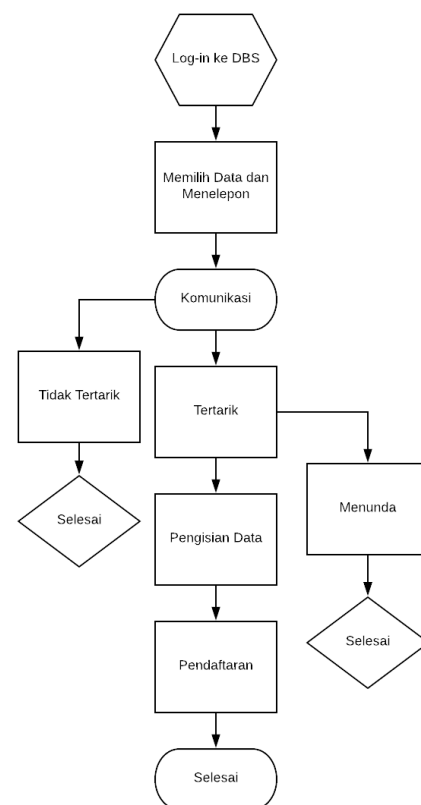 Log-in ke DBS
Memilih Data dan
Menelepon
Komunikasi
Tidak Tertarik
Tertarik
Selesai
Pengisian Data
Menunda
Pendaftaran
Selesai
Selesai